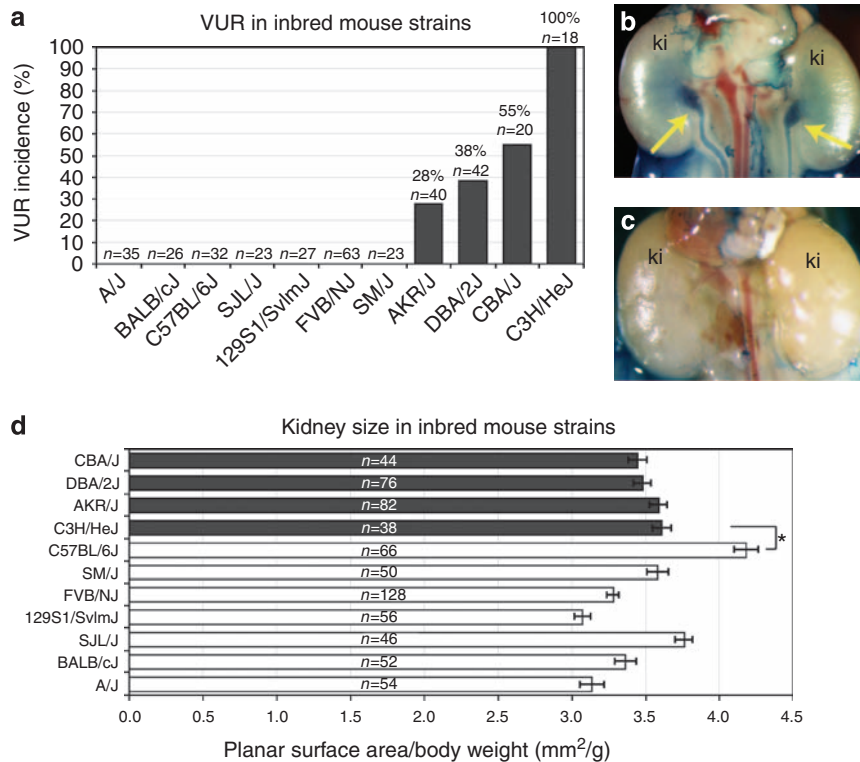 a
VUR in inbred mouse strains
VUR incidence (%)
100
90
80
70
60
50
40
30
20
10
0
n=35
n=26
n=32
n=23
n=27
n=63
n=23
28%
n=40
38%
n=42
55%
n=20
100%
n=18
A/J
BALB/cJ
C57BL/6J
SJL/J
129S1/SvlmJ
FVB/NJ
SM/J
AKR/J
DBA/2J
CBA/J
C3H/HeJ
b
ki
ki
c
ki
ki
d
Kidney size in inbred mouse strains
CBA/J n=44
DBA/2J n=76
AKR/J n=82
C3H/HeJ n=38
C57BL/6J n=66
*
SM/J n=50
FVB/NJ n=128
129S1/SvlmJ n=56
SJL/J n=46
BALB/cJ n=52
A/J n=54
0.0 0.5 1.0 1.5 2.0 2.5 3.0 3.5 4.0 4.5
Planar surface area/body weight (mm²/g)